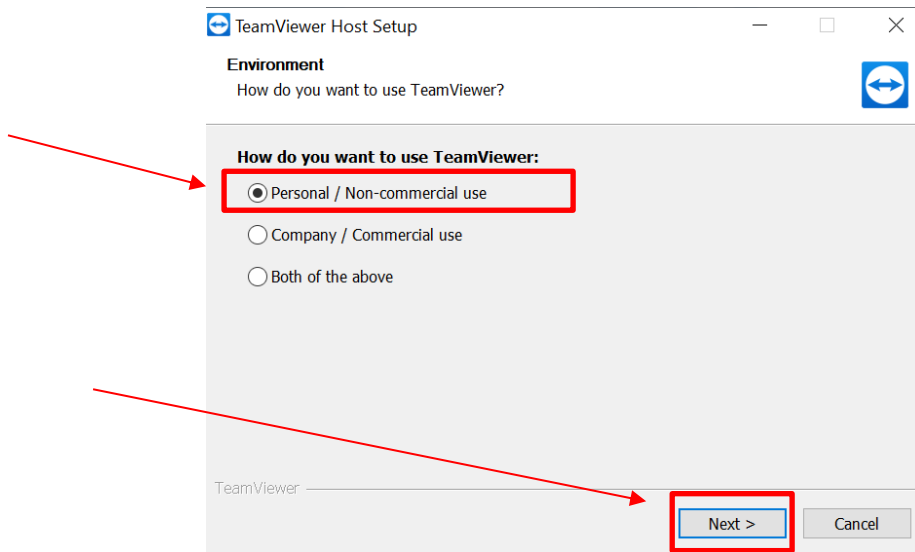 TeamViewer Host Setup
Environment
How do you want to use TeamViewer?
How do you want to use TeamViewer:
Personal / Non-commercial use
Company / Commercial use
Both of the above
TeamViewer
Next >
Cancel